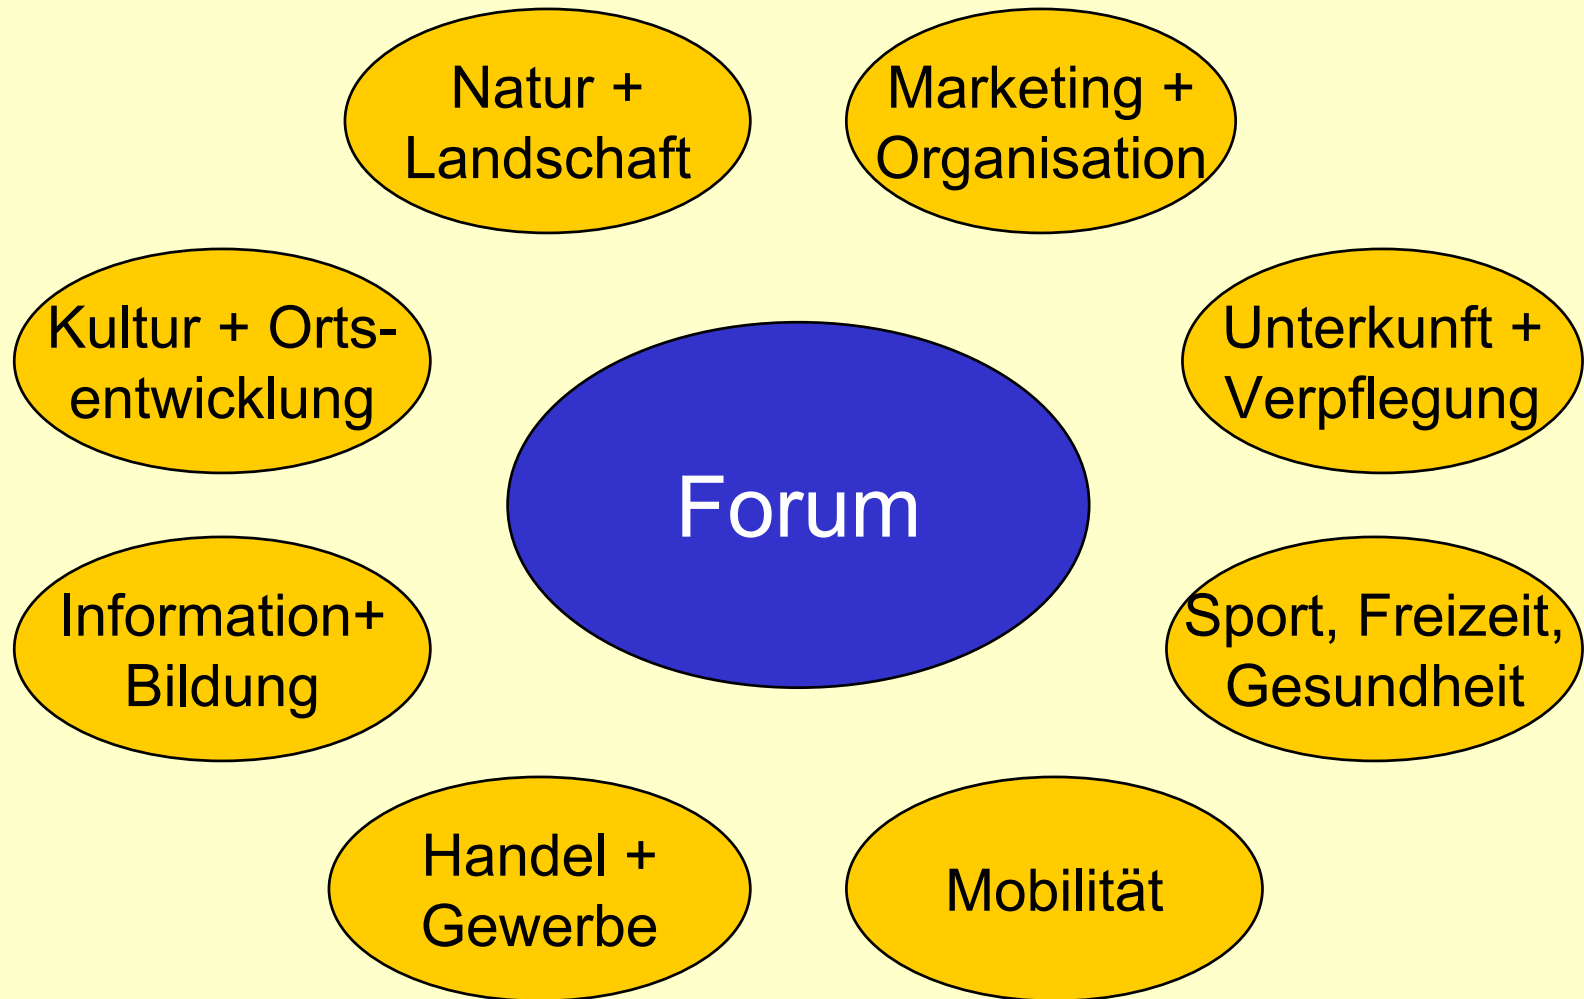 Natur +
Landschaft
Marketing +
Organisation
Kultur + Orts-
entwicklung
Unterkunft +
Verpflegung
Forum
Information+
Bildung
Sport, Freizeit,
Gesundheit
Handel +
Gewerbe
Mobilität